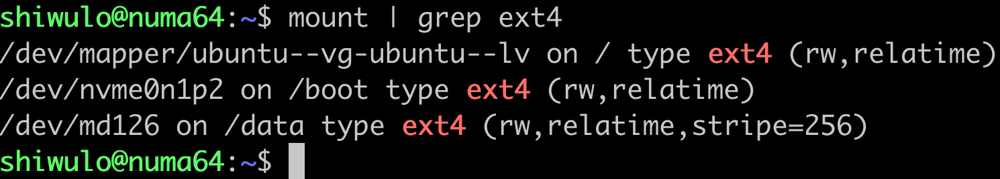 shiwulo@numa64:~$ mount | grep ext4
/dev/mapper/ubuntu--vg-ubuntu--lv on / type ext4 (rw,relatime)
/dev/nvme0n1p2 on /boot type ext4 (rw,relatime)
/dev/md126 on /data type ext4 (rw,relatime,stripe=256)
shiwulo@numa64:~$